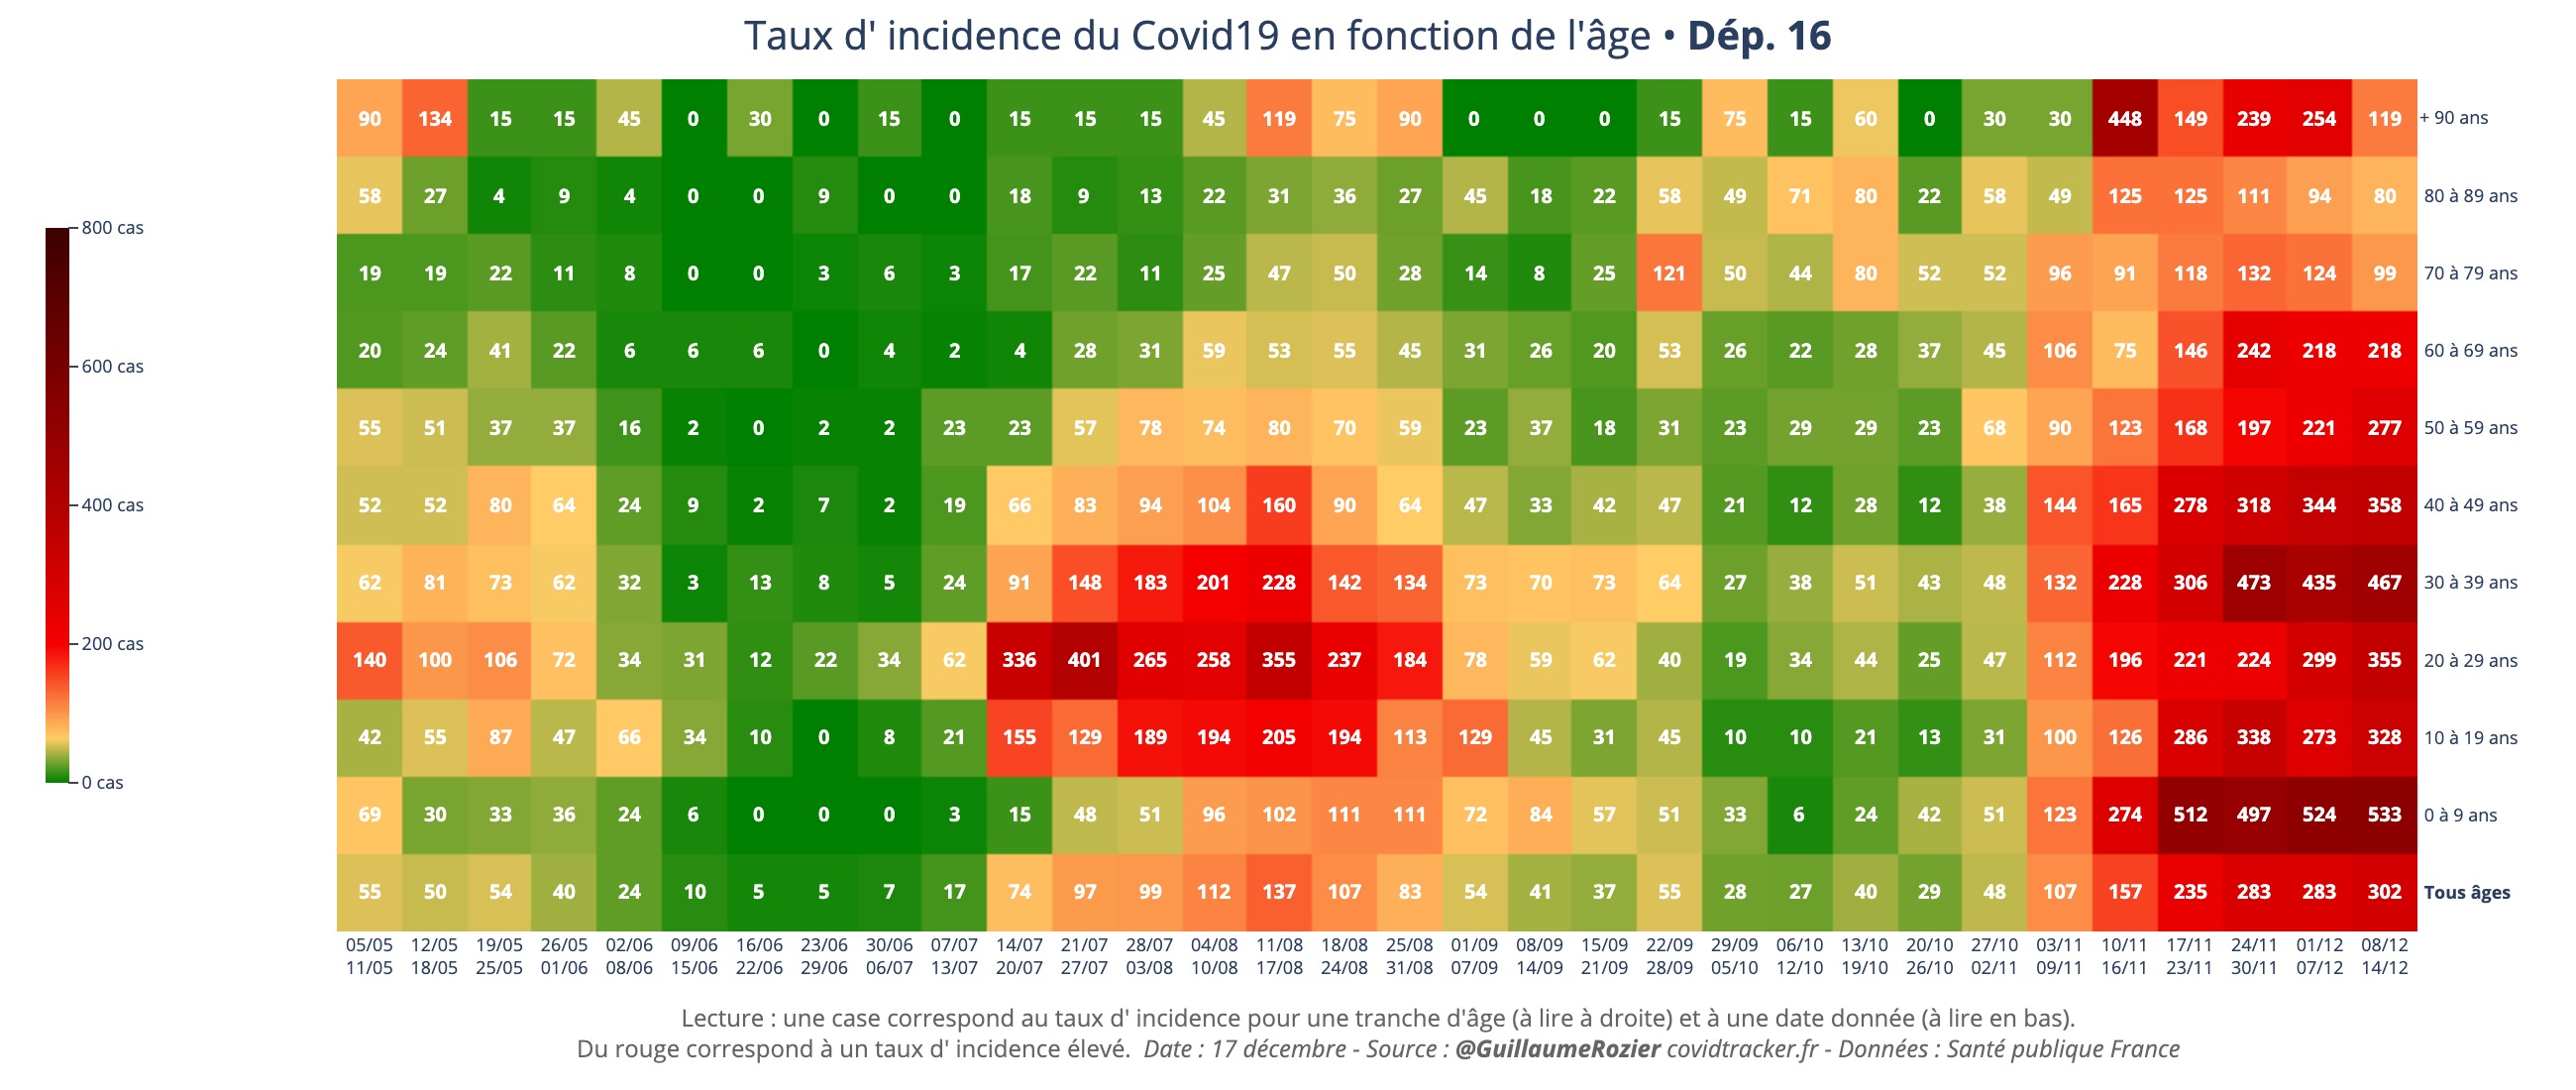 Taux d' incidence du Covid19 en fonction de l'âge • Dép. 16
800 cas
600 cas
400 cas
200 cas
0 cas
90 134 15 15 45 0 30 0 15 0 15 15 15 45 119 75 90 0 0 0 15 75 15 60 0 30 30 448 149 239 254 119 + 90 ans
58 27 4 9 4 0 0 9 0 0 18 9 13 22 31 36 27 45 18 22 58 49 71 80 22 58 49 125 125 111 94 80 80 à 89 ans
19 19 22 11 8 0 0 3 6 3 17 22 11 25 47 50 28 14 8 25 121 50 44 80 52 52 96 91 118 132 124 99 70 à 79 ans
20 24 41 22 6 6 6 0 4 2 4 28 31 59 53 55 45 31 26 20 53 26 22 28 37 45 106 75 146 242 218 218 60 à 69 ans
55 51 37 37 16 2 0 2 2 23 23 57 78 74 80 70 59 23 37 18 31 23 29 29 23 68 90 123 168 197 221 277 50 à 59 ans
52 52 80 64 24 9 2 7 2 19 66 83 94 104 160 90 64 47 33 42 47 21 12 28 12 38 144 165 278 318 344 358 40 à 49 ans
62 81 73 62 32 3 13 8 5 24 91 148 183 201 228 142 134 73 70 73 64 27 38 51 43 48 132 228 306 473 435 467 30 à 39 ans
140 100 106 72 34 31 12 22 34 62 336 401 265 258 355 237 184 78 59 62 40 19 34 44 25 47 112 196 221 224 299 355 20 à 29 ans
42 55 87 47 66 34 10 0 8 21 155 129 189 194 205 194 113 129 45 31 45 10 10 21 13 31 100 126 286 338 273 328 10 à 19 ans
69 30 33 36 24 6 0 0 0 3 15 48 51 96 102 111 111 72 84 57 51 33 6 24 42 51 123 274 512 497 524 533 0 à 9 ans
55 50 54 40 24 10 5 5 7 17 74 97 99 112 137 107 83 54 41 37 55 28 27 40 29 48 107 157 235 283 283 302 Tous âges
05/05 12/05 19/05 26/05 02/06 09/06 16/06 23/06 30/06 07/07 14/07 21/07 28/07 04/08 11/08 18/08 25/08 01/09 08/09 15/09 22/09 29/09 06/10 13/10 20/10 27/10 03/11 10/11 17/11 24/11 01/12 08/12
11/05 18/05 25/05 01/06 08/06 15/06 22/06 29/06 06/07 13/07 20/07 27/07 03/08 10/08 17/08 24/08 31/08 07/09 14/09 21/09 28/09 05/10 12/10 19/10 26/10 02/11 09/11 16/11 23/11 30/11 07/12 14/12
Lecture : une case correspond au taux d' incidence pour une tranche d'âge (à lire à droite) et à une date donnée (à lire en bas).
Du rouge correspond à un taux d' incidence élevé. Date : 17 décembre - Source : @GuillaumeRozier covidtracker.fr - Données : Santé publique France